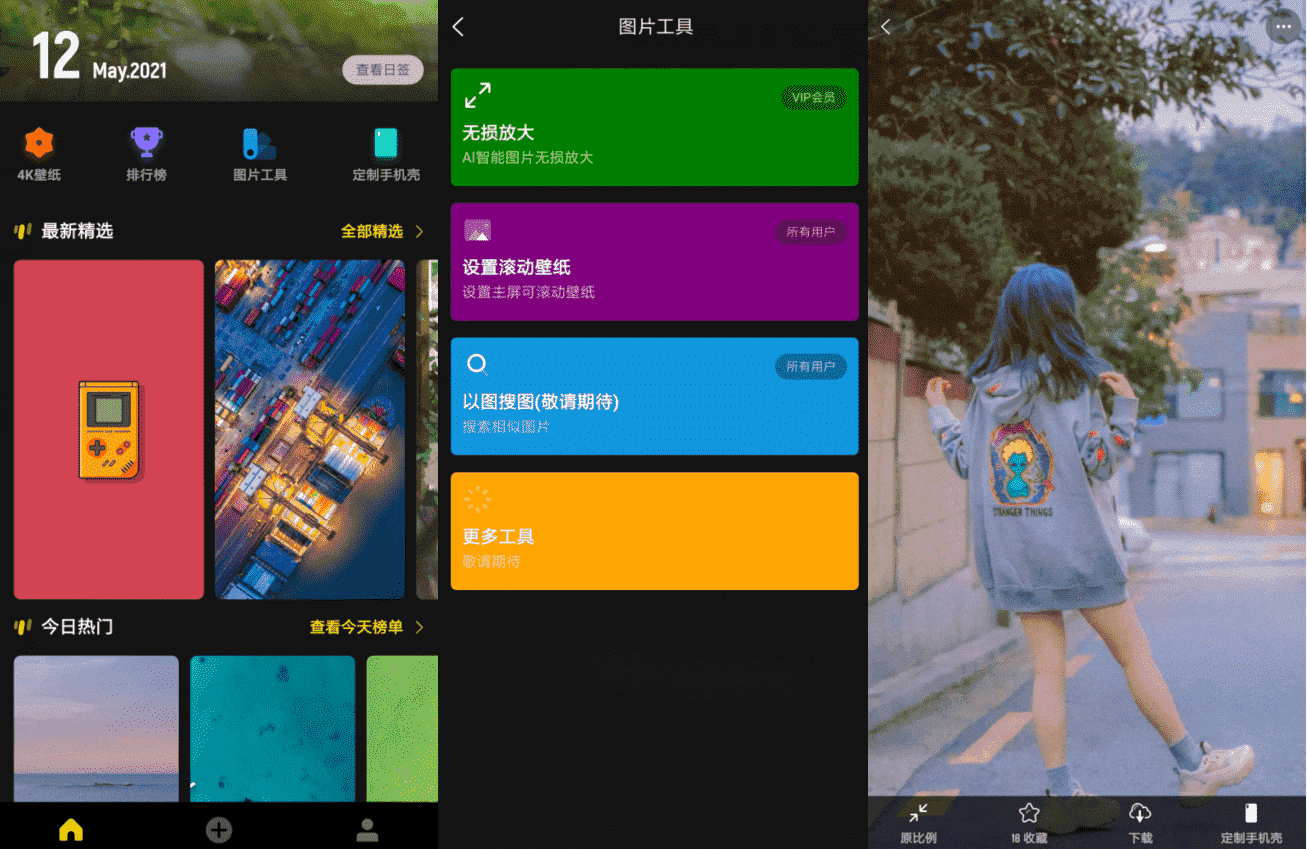 12
May.2021
查看日签
4K壁纸
排行榜
图片工具
定制手机壳
最新精选
全部精选
今日热门
查看今天榜单
图片工具
VIP会员
无损放大
AI智能图片无损放大
所有用户
设置滚动壁纸
设置主屏可滚动壁纸
所有用户
以图搜图(敬请期待)
搜索相似图片
更多工具
敬请期待
STRANGER THINGS
原比例
18 收藏
下载
定制手机壳